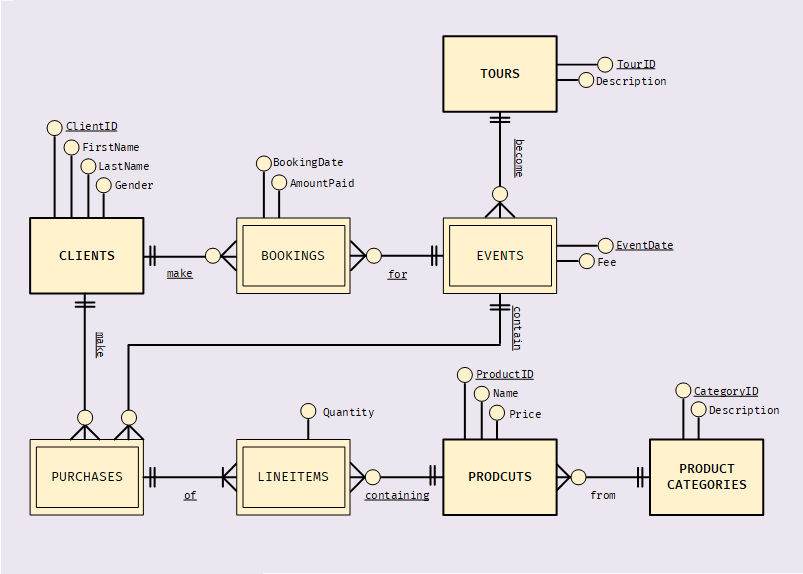 TOURS
TourID
Description
become
ClientID
FirstName
LastName
Gender
BookingDate
AmountPaid
CLIENTS
make
BOOKINGS
for
EVENTS
EventDate
Fee
make
contain
PURCHASES
of
Quantity
LINEITEMS
containing
ProductID
Name
Price
PRODCUTS
from
CategoryID
Description
PRODUCT
CATEGORIES